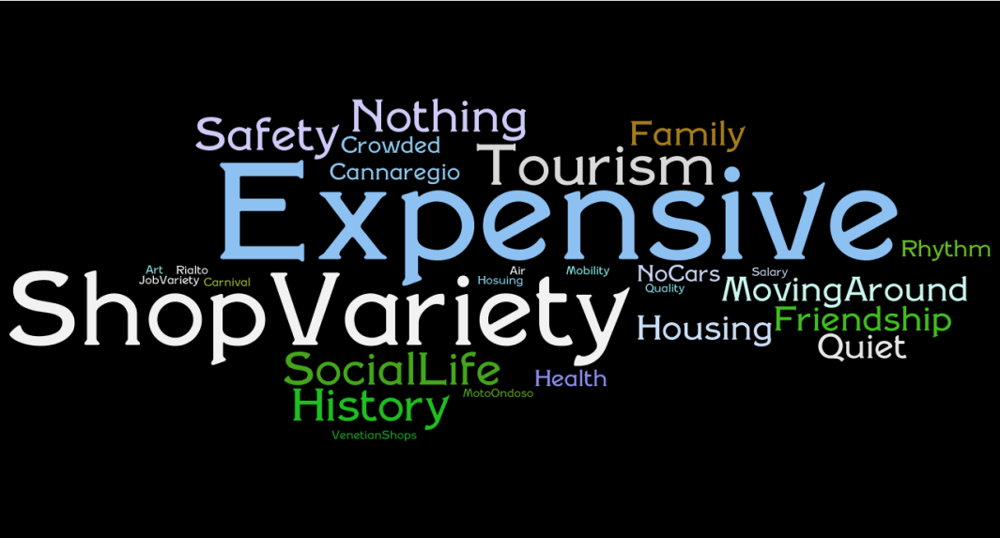 Nothing
Safety
Crowded
Family
Cannaregio
Tourism
Expensive
Rhythm
Art
Rialto
Air
Mobility
NoCars
Salary
JobVariety
Carnival
Hosuing
Quality
MovingAround
ShopVariety
Housing
Friendship
Quiet
SocialLife
Health
History
MotoOndoso
VenetianShops